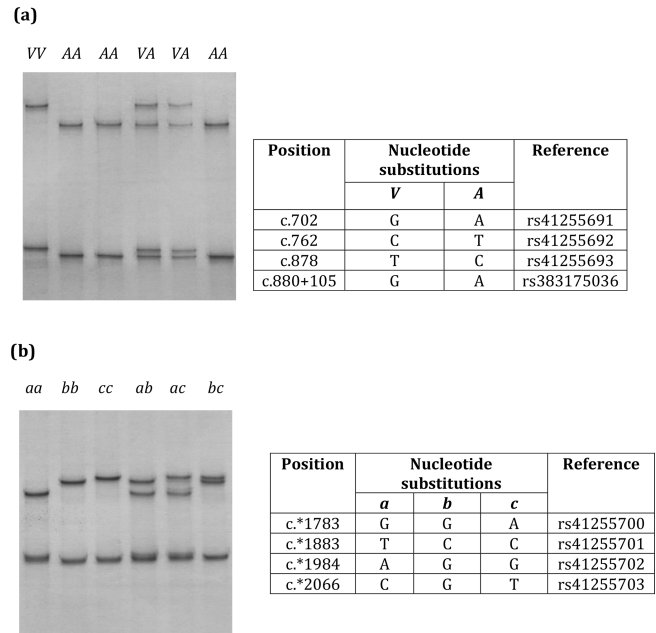 (a)
VV AA AA VA VA AA
Position Nucleotide substitutions Reference
V A
c.702 G A rs41255691
c.762 C T rs41255692
c.878 T C rs41255693
c.880+105 G A rs383175036
(b)
aa bb cc ab ac bc
Position Nucleotide substitutions Reference
a b c
c.*1783 G G A rs41255700
c.*1883 T C C rs41255701
c.*1984 A G G rs41255702
c.*2066 C G T rs41255703